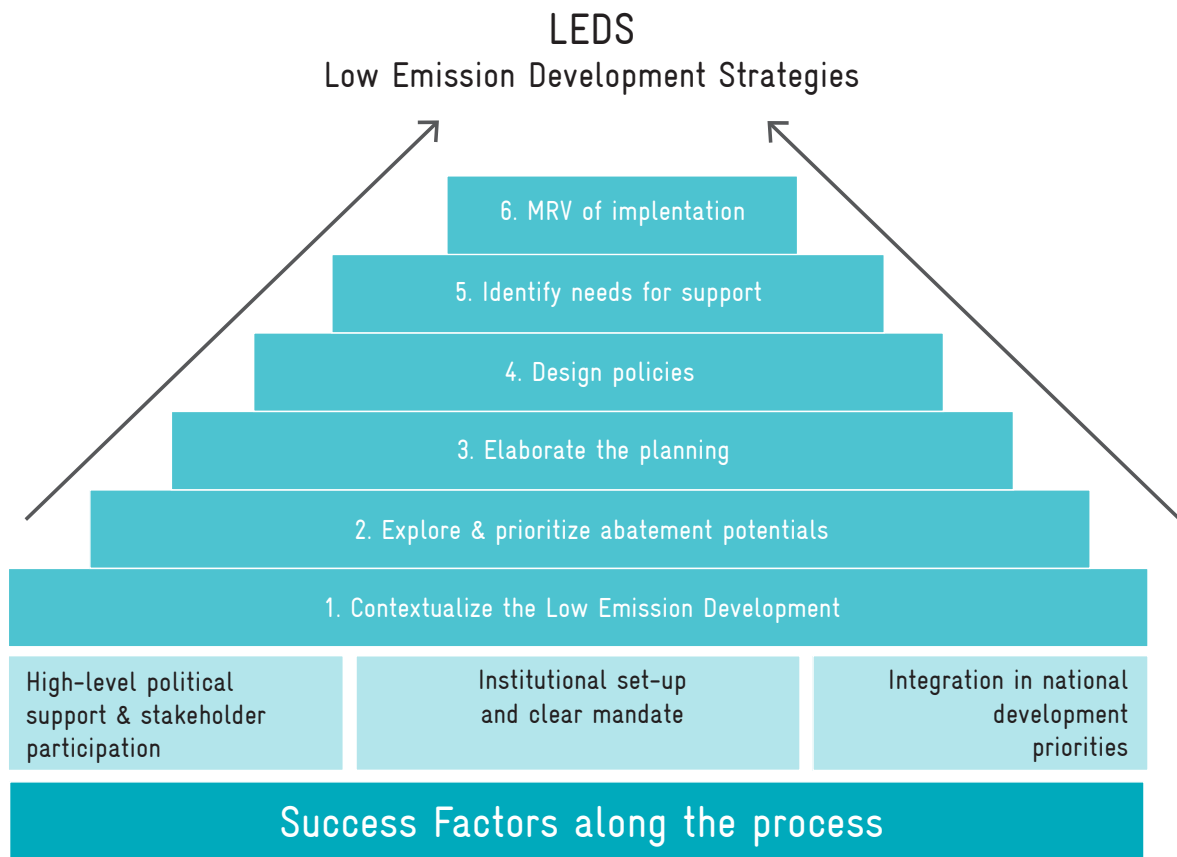 LEDS
Low Emission Development Strategies
6. MRV of implentation
5. Identify needs for support
4. Design policies
3. Elaborate the planning
2. Explore & prioritize abatement potentials
1. Contextualize the Low Emission Development
High-level political
support & stakeholder
participation
Institutional set-up
and clear mandate
Integration in national
development
priorities
Success Factors along the process